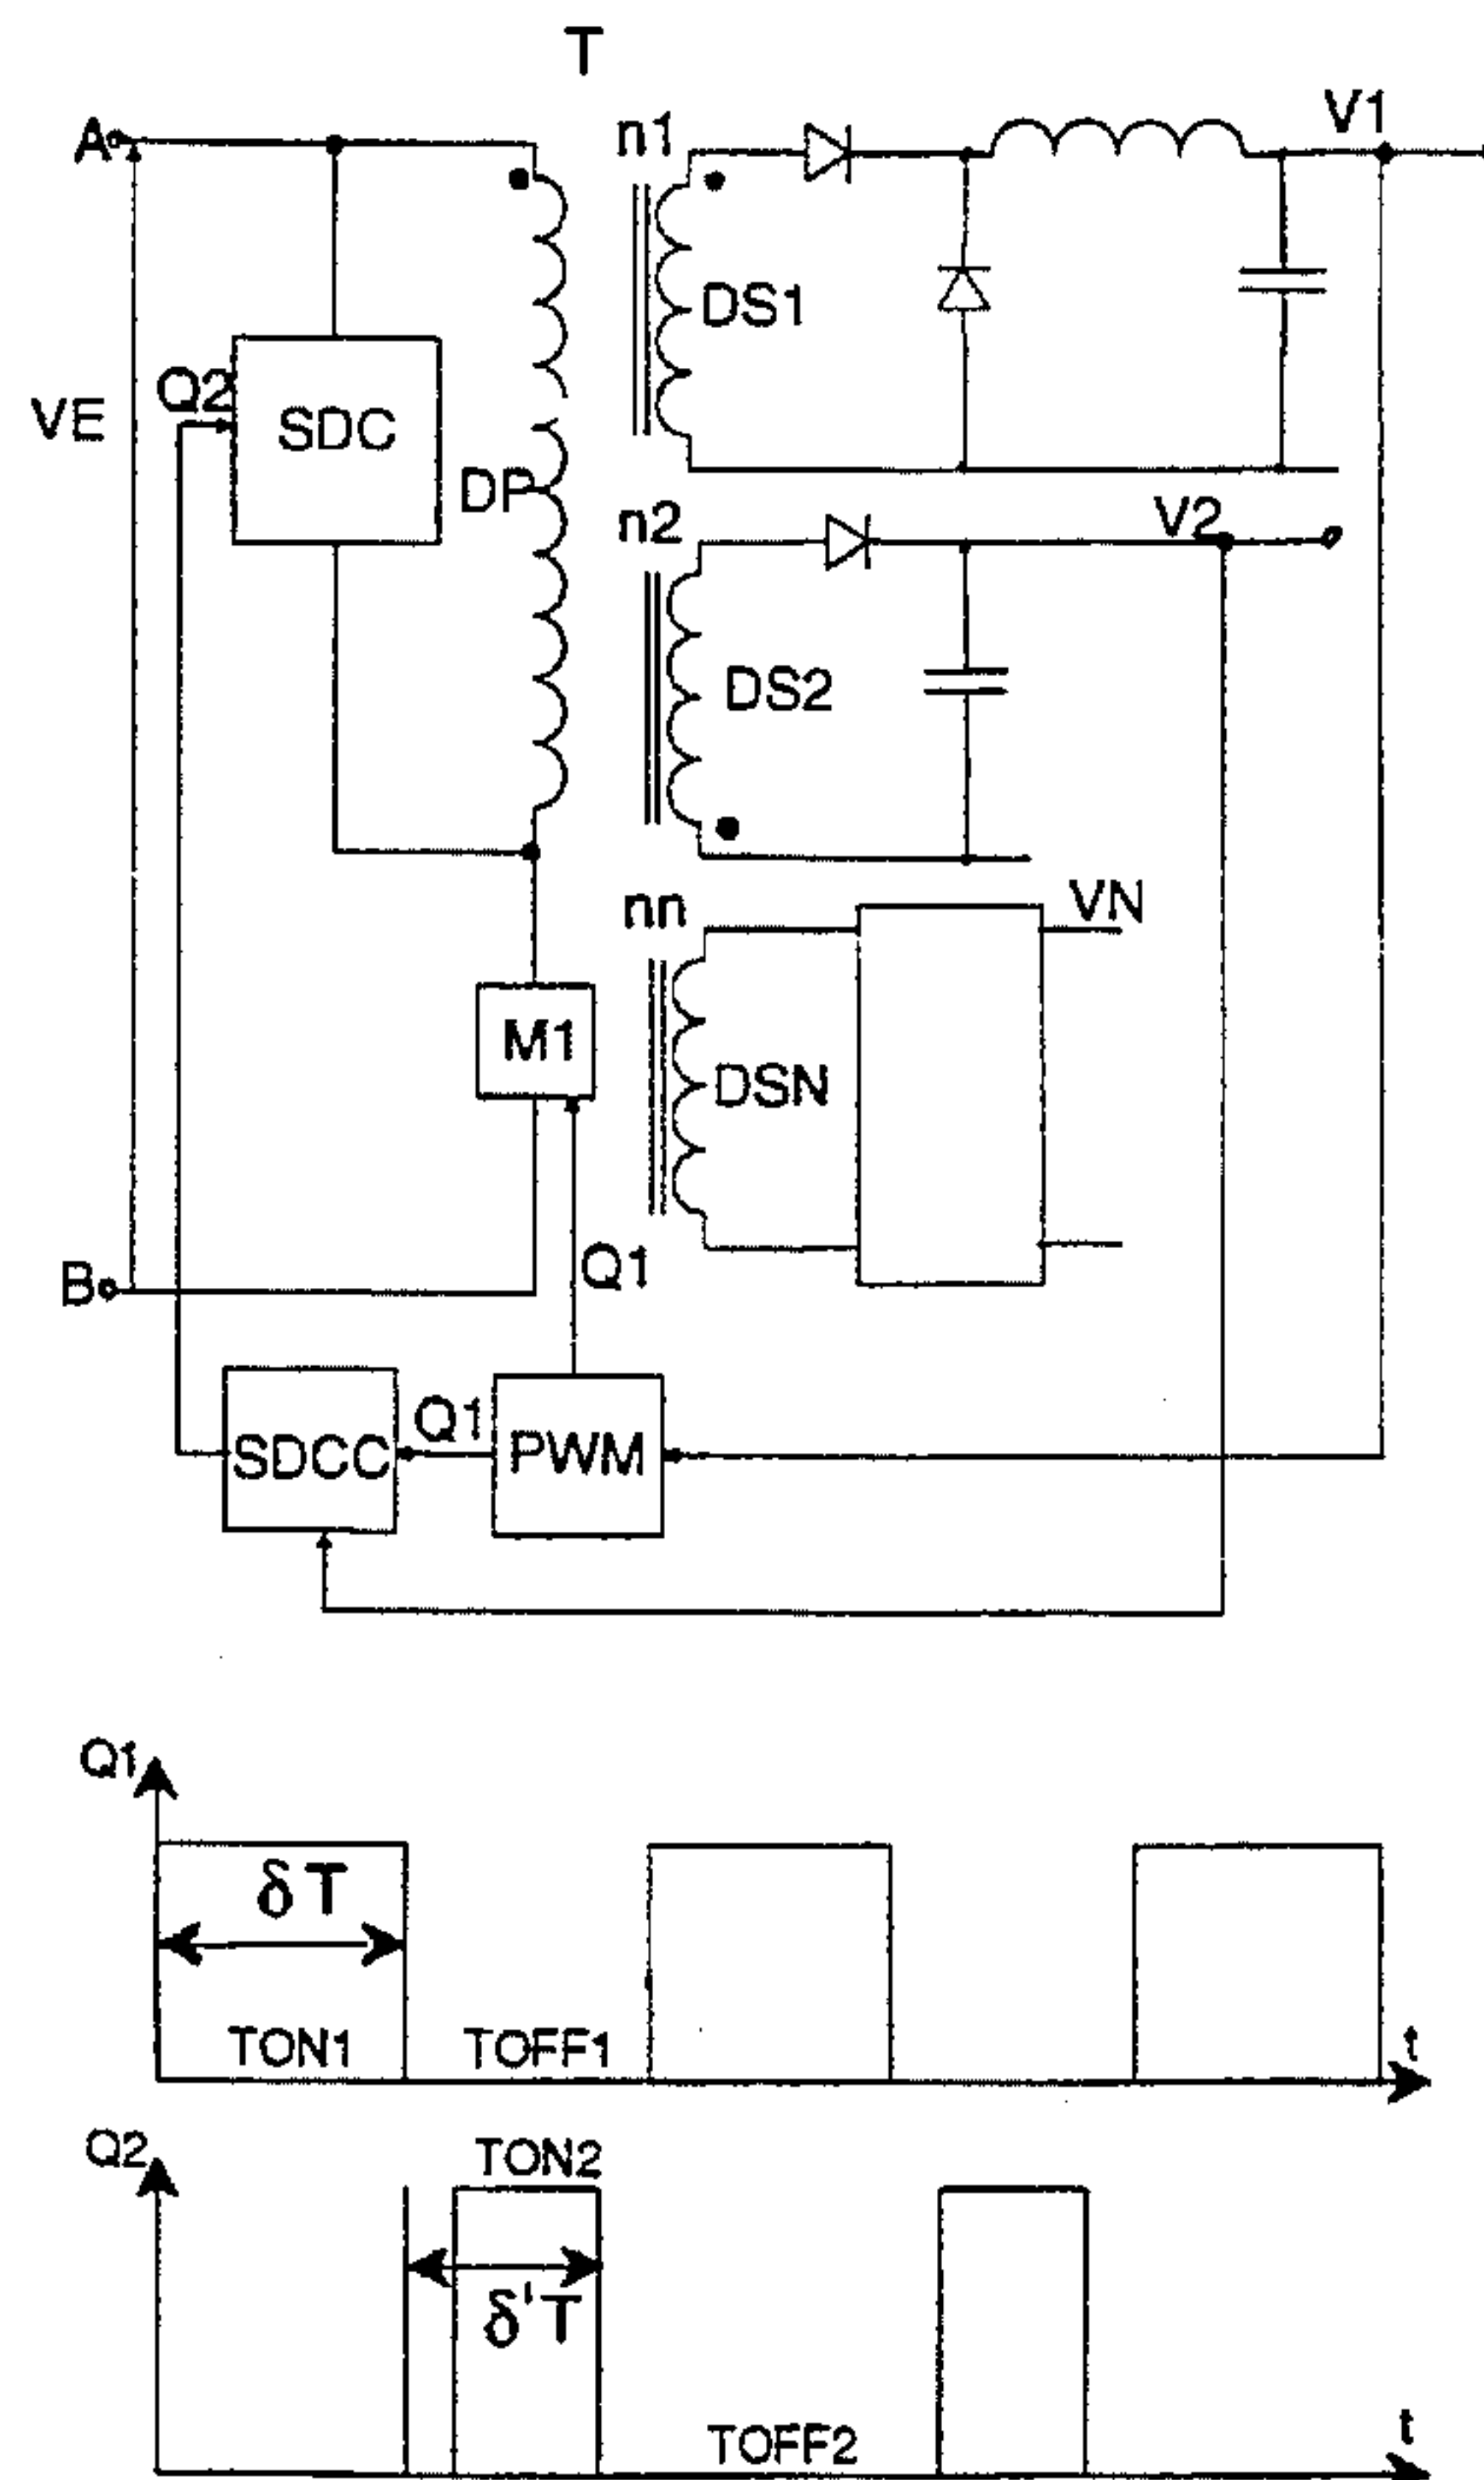 T
A
n1
V1
DS1
Q2
VE
SDC
DP
n2
V2
DS2
nn
VN
M1
DSN
Q1
B
SDCC
Q1
PWM
Q1
δ T
TON1
TOFF1
t
Q2
TON2
δ'T
TOFF2
t